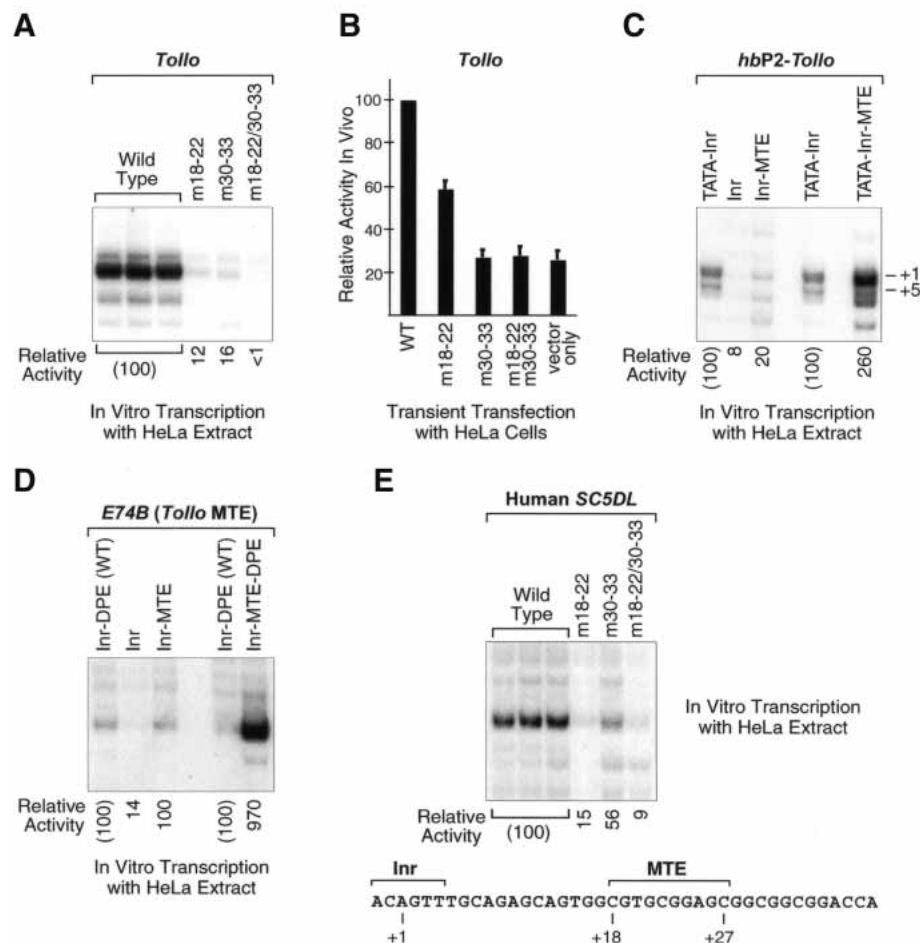 A
Tollo
Wild
Type
m18-22
m30-33
m18-22/30-33
Relative
Activity
(100)
12
16
<1
In Vitro Transcription
with HeLa Extract
B
Tollo
Relative Activity In Vivo
100
80
60
40
20
WT
m18-22
m30-33
m18-22
m30-33
vector
only
Transient Transfection
with HeLa Cells
C
hbP2-Tollo
TATA-Inr
Inr
Inr-MTE
TATA-Inr
TATA-Inr-MTE
+1
+5
Relative
Activity
(100)
8
20
(100)
260
In Vitro Transcription
with HeLa Extract
D
E74B (Tollo MTE)
Inr-DPE (WT)
Inr
Inr-MTE
Inr-DPE (WT)
Inr-MTE-DPE
Relative
Activity
(100)
14
100
(100)
970
In Vitro Transcription
with HeLa Extract
E
Human SC5DL
Wild
Type
m18-22
m30-33
m18-22/30-33
In Vitro Transcription
with HeLa Extract
Relative
Activity
(100)
15
56
9
Inr MTE
ACAGTTTGCAGAGCAGTGGCGTGCGGAGCGGCGGCGGACCA
+1 +18 +27